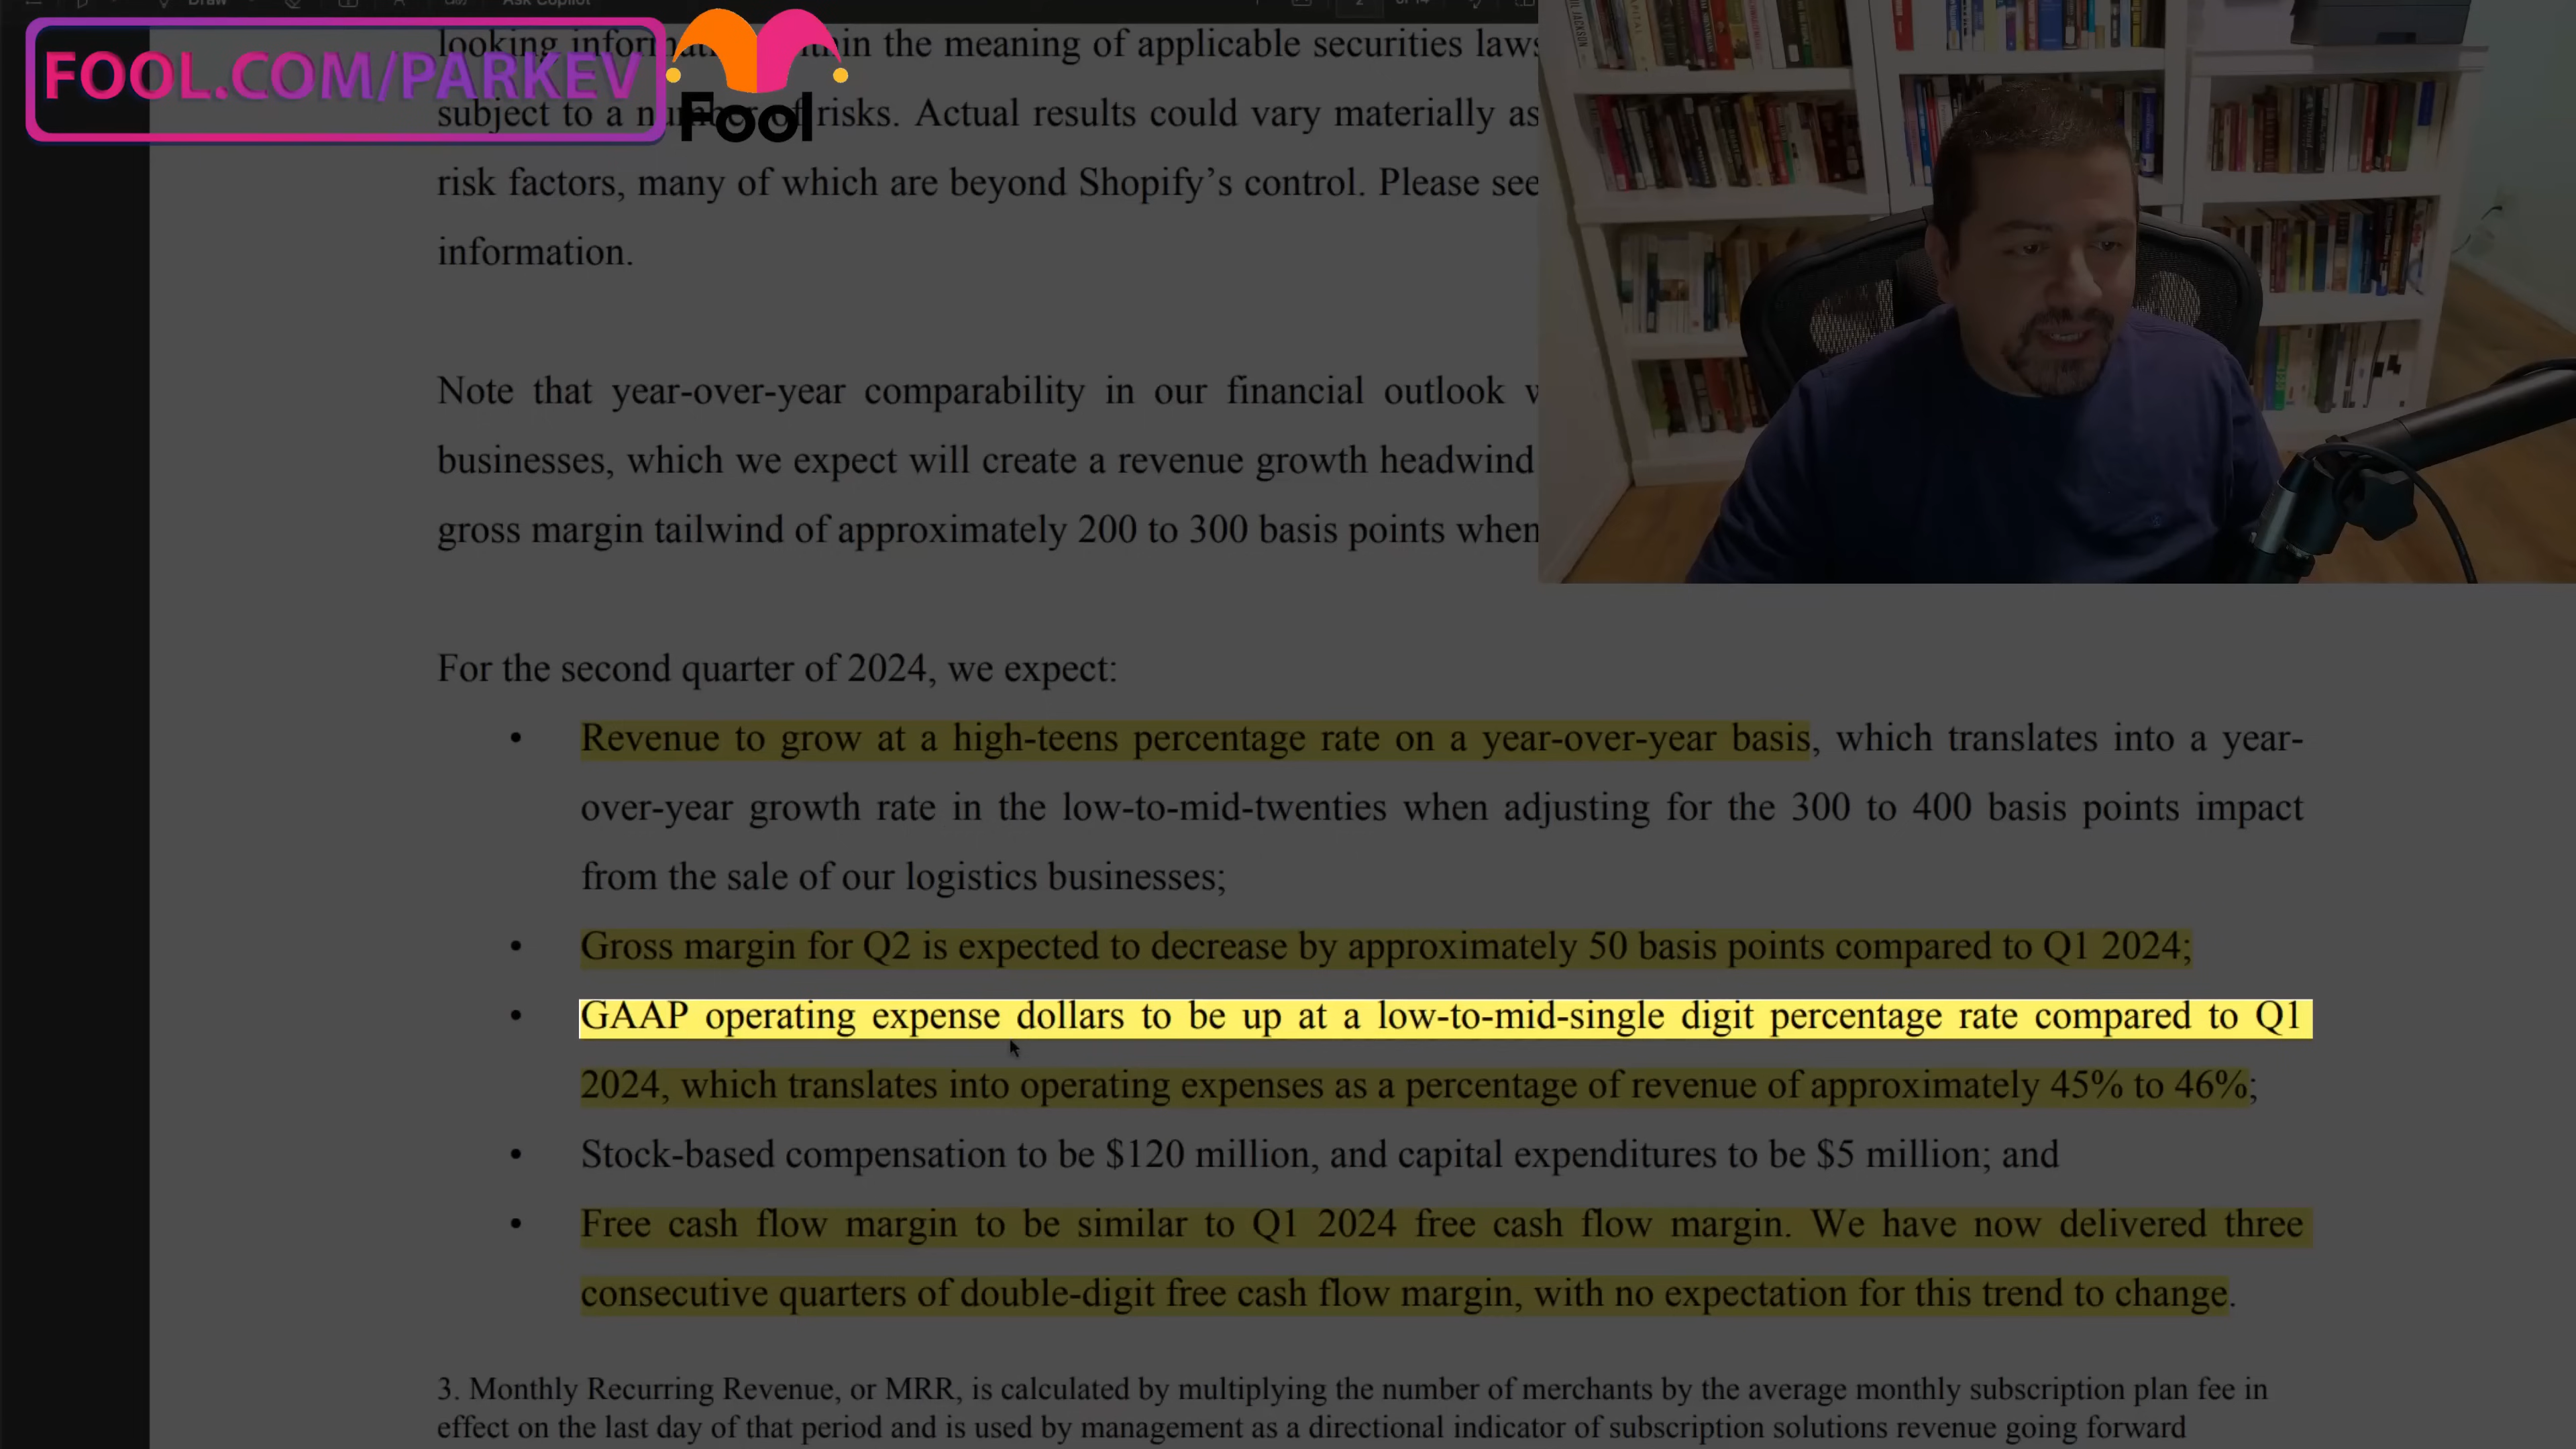 Draw
Ask Copilot
FOOL.COM/PARKEV
Fool
looking in the meaning of applicable securities laws
subject to a risks. Actual results could vary materially as
risk factors, many of which are beyond Shopify’s control. Please see
information.
Note that year-over-year comparability in our financial outlook
businesses, which we expect will create a revenue growth headwind
gross margin tailwind of approximately 200 to 300 basis points when
For the second quarter of 2024, we expect:
• Revenue to grow at a high-teens percentage rate on a year-over-year basis, which translates into a year-
over-year growth rate in the low-to-mid-twenties when adjusting for the 300 to 400 basis points impact
from the sale of our logistics businesses;
• Gross margin for Q2 is expected to decrease by approximately 50 basis points compared to Q1 2024;
• GAAP operating expense dollars to be up at a low-to-mid-single digit percentage rate compared to Q1
2024, which translates into operating expenses as a percentage of revenue of approximately 45% to 46%;
• Stock-based compensation to be $120 million, and capital expenditures to be $5 million; and
• Free cash flow margin to be similar to Q1 2024 free cash flow margin. We have now delivered three
consecutive quarters of double-digit free cash flow margin, with no expectation for this trend to change.
3. Monthly Recurring Revenue, or MRR, is calculated by multiplying the number of merchants by the average monthly subscription plan fee in
effect on the last day of that period and is used by management as a directional indicator of subscription solutions revenue going forward